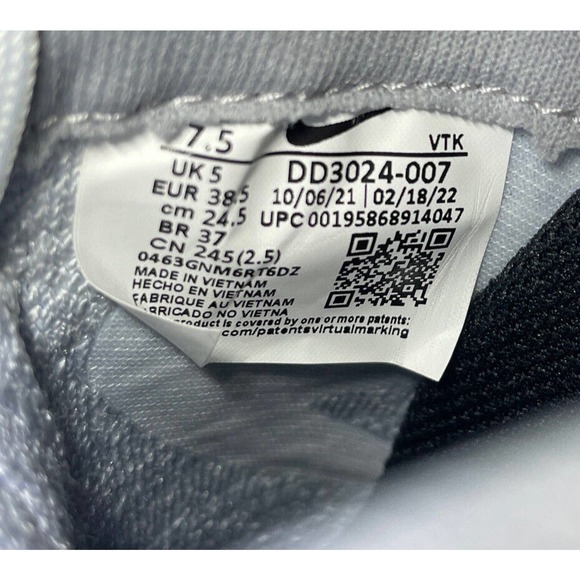 7.5 VTK
UK 5 DD3024-007
EUR 38.5 10/06/21 | 02/18/22
cm 24.5 UPC 00195868914047
BR 37
CN 245(2.5)
0463GNM6RT6DZ
MADE IN VIETNAM
HECHO EN VIETNAM
FABRIQUE AU VIETNAM
ABRICADO NO VIETNA
product is covered by one or more patents:
.com/patentsvirtualmarking